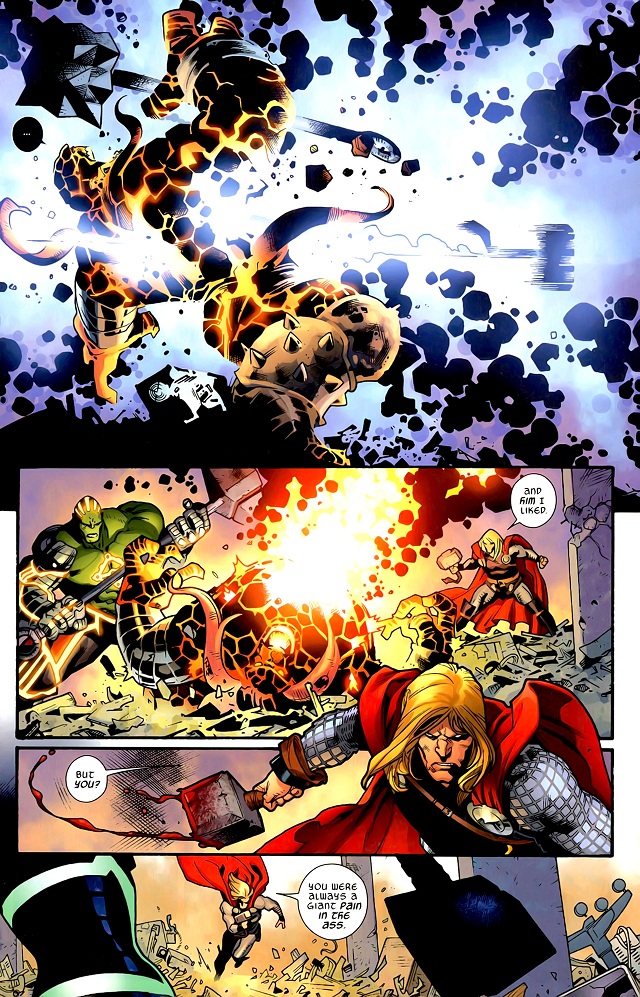 ...
AND
HIM I
LIKED.
BUT
YOU?
YOU WERE
ALWAYS A
GIANT PAIN
IN THE
ASS.